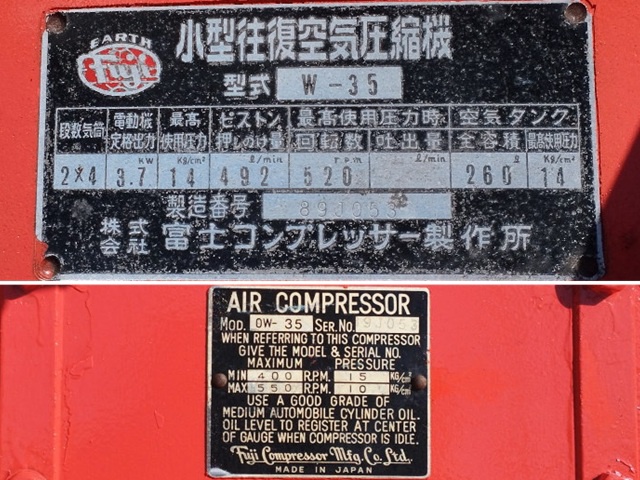 EARTH
Fuji
小型往復空気圧縮機
型式 W-35
段数気筒 電動機定格出力 最高使用圧力 ピストン押しのけ量 最高使用圧力時 回転数 吐出量 空気タンク 全容積 最高使用圧力
KW Kg/cm² ℓ/min r.p.m ℓ/min ℓ Kg/cm²
2×4 3.7 14 492 520 260 14
製造番号 89J053
株式会社 富士コンプレッサー製作所
AIR COMPRESSOR
MOD. OW-35 SER.No. 9J053
WHEN REFERRING TO THIS COMPRESSOR
GIVE THE MODEL & SERIAL NO.
MAXIMUM PRESSURE
MIN 400 R.P.M. 15 KG/cm²
MAX 550 R.P.M. 10 KG/cm²
USE A GOOD GRADE OF
MEDIUM AUTOMOBILE CYLINDER OIL.
OIL LEVEL TO REGISTER AT CENTER
OF GAUGE WHEN COMPRESSOR IS IDLE.
Fuji Compressor Mfg. Co. Ltd.
MADE IN JAPAN